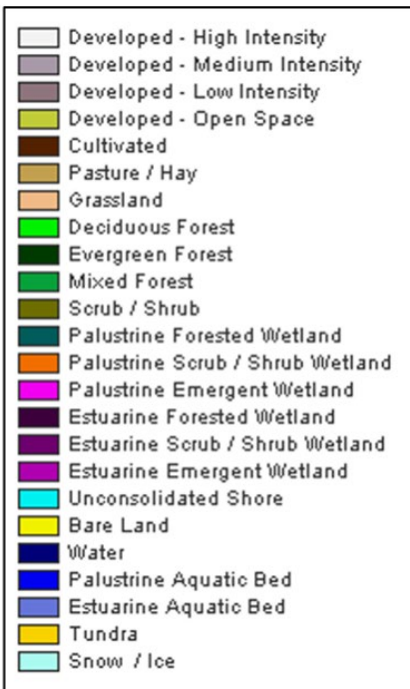 Developed - High Intensity
Developed - Medium Intensity
Developed - Low Intensity
Developed - Open Space
Cultivated
Pasture / Hay
Grassland
Deciduous Forest
Evergreen Forest
Mixed Forest
Scrub / Shrub
Palustrine Forested Wetland
Palustrine Scrub / Shrub Wetland
Palustrine Emergent Wetland
Estuarine Forested Wetland
Estuarine Scrub / Shrub Wetland
Estuarine Emergent Wetland
Unconsolidated Shore
Bare Land
Water
Palustrine Aquatic Bed
Estuarine Aquatic Bed
Tundra
Snow / Ice